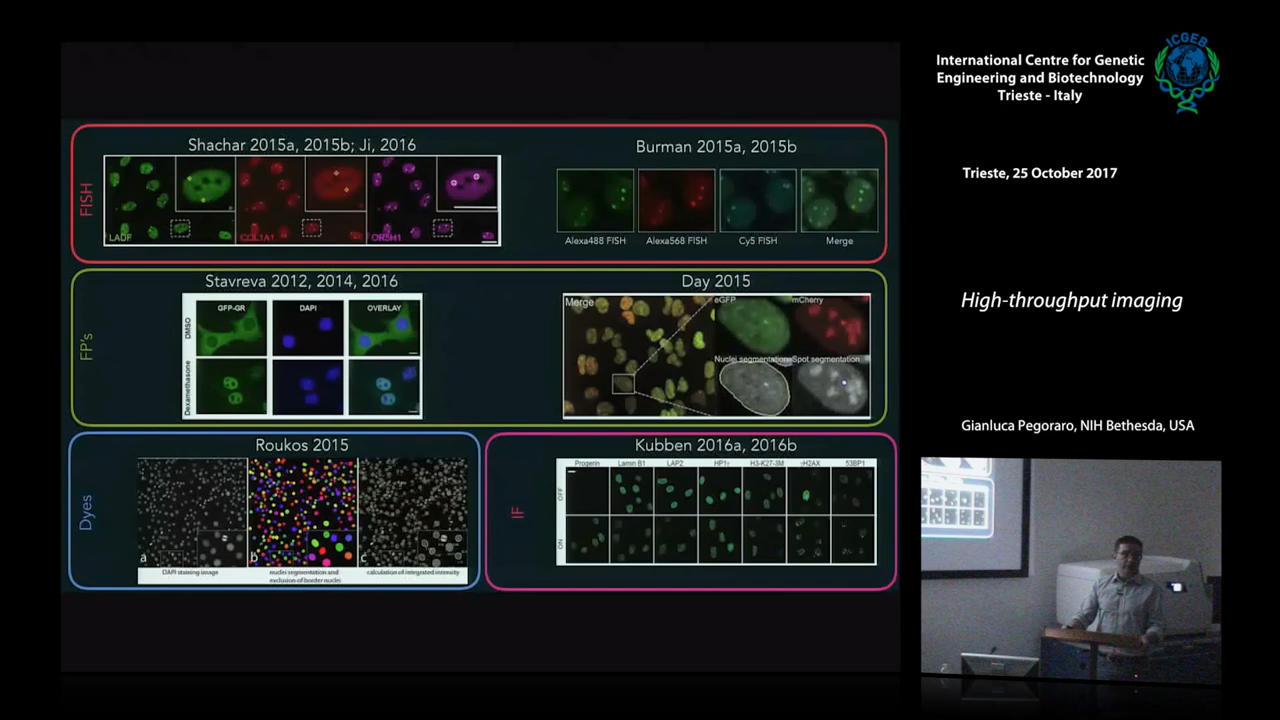 Shachar 2015a, 2015b; Ji, 2016
Burman 2015a, 2015b
FISH
LADF
COL1A1
OR5H1
Alexa488 FISH
Alexa568 FISH
Cy5 FISH
Merge
Stavreva 2012, 2014, 2016
Day 2015
FP's
GFP-GR
DAPI
OVERLAY
DMSO
Dexamethasone
Merge
eGFP
mCherry
Nuclei segmentation
Spot segmentation
Roukos 2015
Kubben 2016a, 2016b
Dyes
a
b
c
DAPI staining image
nuclei segmentation and
exclusion of border nuclei
calculation of integrated intensity
IF
Progerin
Lamin B1
LAP2
H3-K27-3M
γH2AX
53BP1
OFF
ON
ICGEB
International Centre for Genetic
Engineering and Biotechnology
Trieste - Italy
Trieste, 25 October 2017
High-throughput imaging
Gianluca Pegoraro, NIH Bethesda, USA